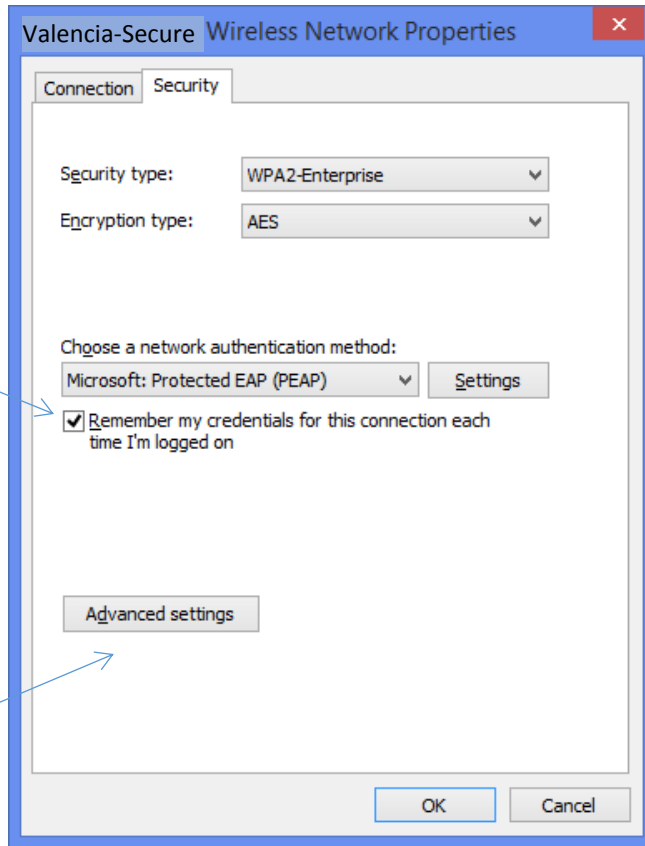 Valencia-Secure Wireless Network Properties
Connection Security
Security type: WPA2-Enterprise
Encryption type: AES
Choose a network authentication method:
Microsoft: Protected EAP (PEAP) Settings
Remember my credentials for this connection each
time I'm logged on
Advanced settings
OK Cancel